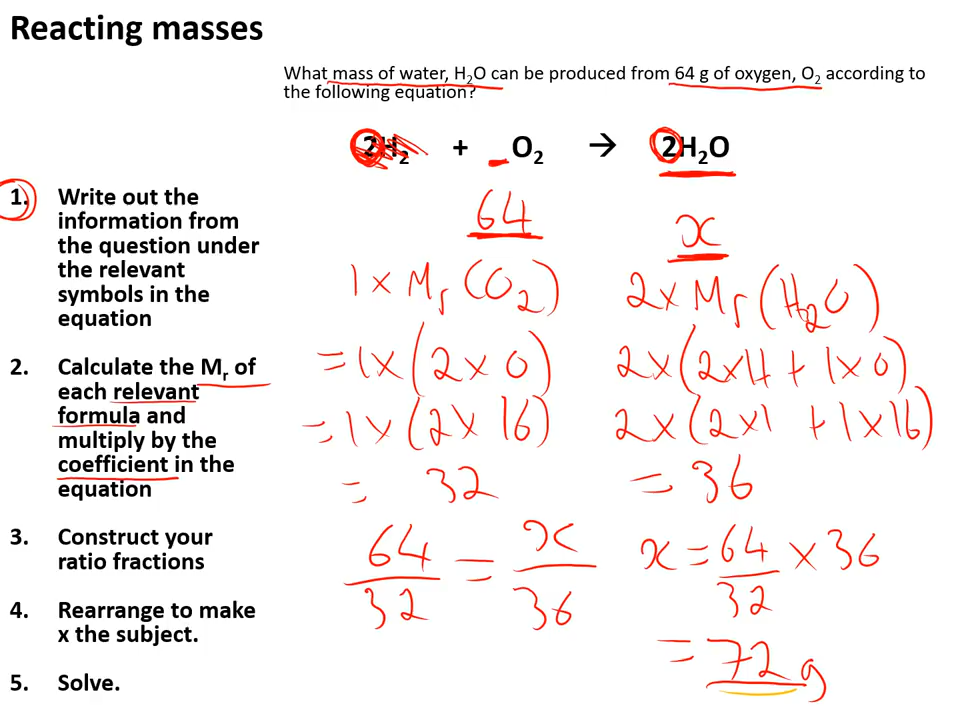 Reacting masses
What mass of water, H₂O can be produced from 64 g of oxygen, O₂ according to
the following equation?
2H₂ + _O₂ → 2H₂O
1. Write out the
information from
the question under
the relevant
symbols in the
equation
2. Calculate the Mᵣ of
each relevant
formula and
multiply by the
coefficient in the
equation
3. Construct your
ratio fractions
4. Rearrange to make
x the subject.
5. Solve.
64
1 × Mᵣ (O₂)
= 1 × (2 × O)
= 1 × (2 × 16)
= 32
64/32 = x/36
x
2 × Mᵣ (H₂O)
2 × (2×H + 1×O)
2 × (2×1 + 1×16)
= 36
x = 64/32 × 36
= 72 g